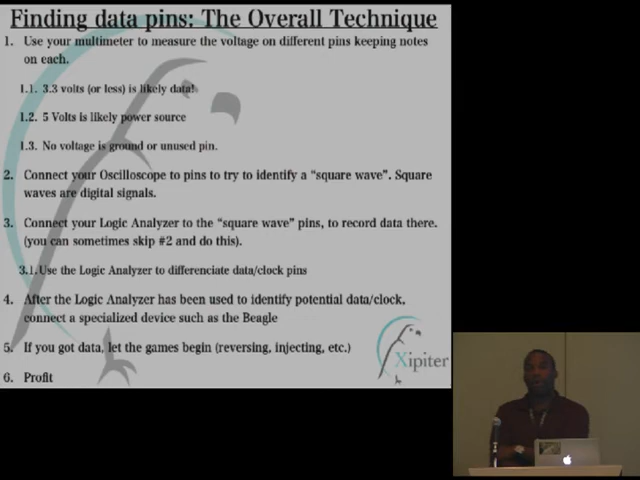 Finding data pins: The Overall Technique
1. Use your multimeter to measure the voltage on different pins keeping notes
on each.
1.1. 3.3 volts (or less) is likely data!
1.2. 5 Volts is likely power source
1.3. No voltage is ground or unused pin.
2. Connect your Oscilloscope to pins to try to identify a “square wave”. Square
waves are digital signals.
3. Connect your Logic Analyzer to the “square wave” pins, to record data there.
(you can sometimes skip #2 and do this).
3.1. Use the Logic Analyzer to differenciate data/clock pins
4. After the Logic Analyzer has been used to identify potential data/clock,
connect a specialized device such as the Beagle
5. If you got data, let the games begin (reversing, injecting, etc.)
6. Profit
Xipiter